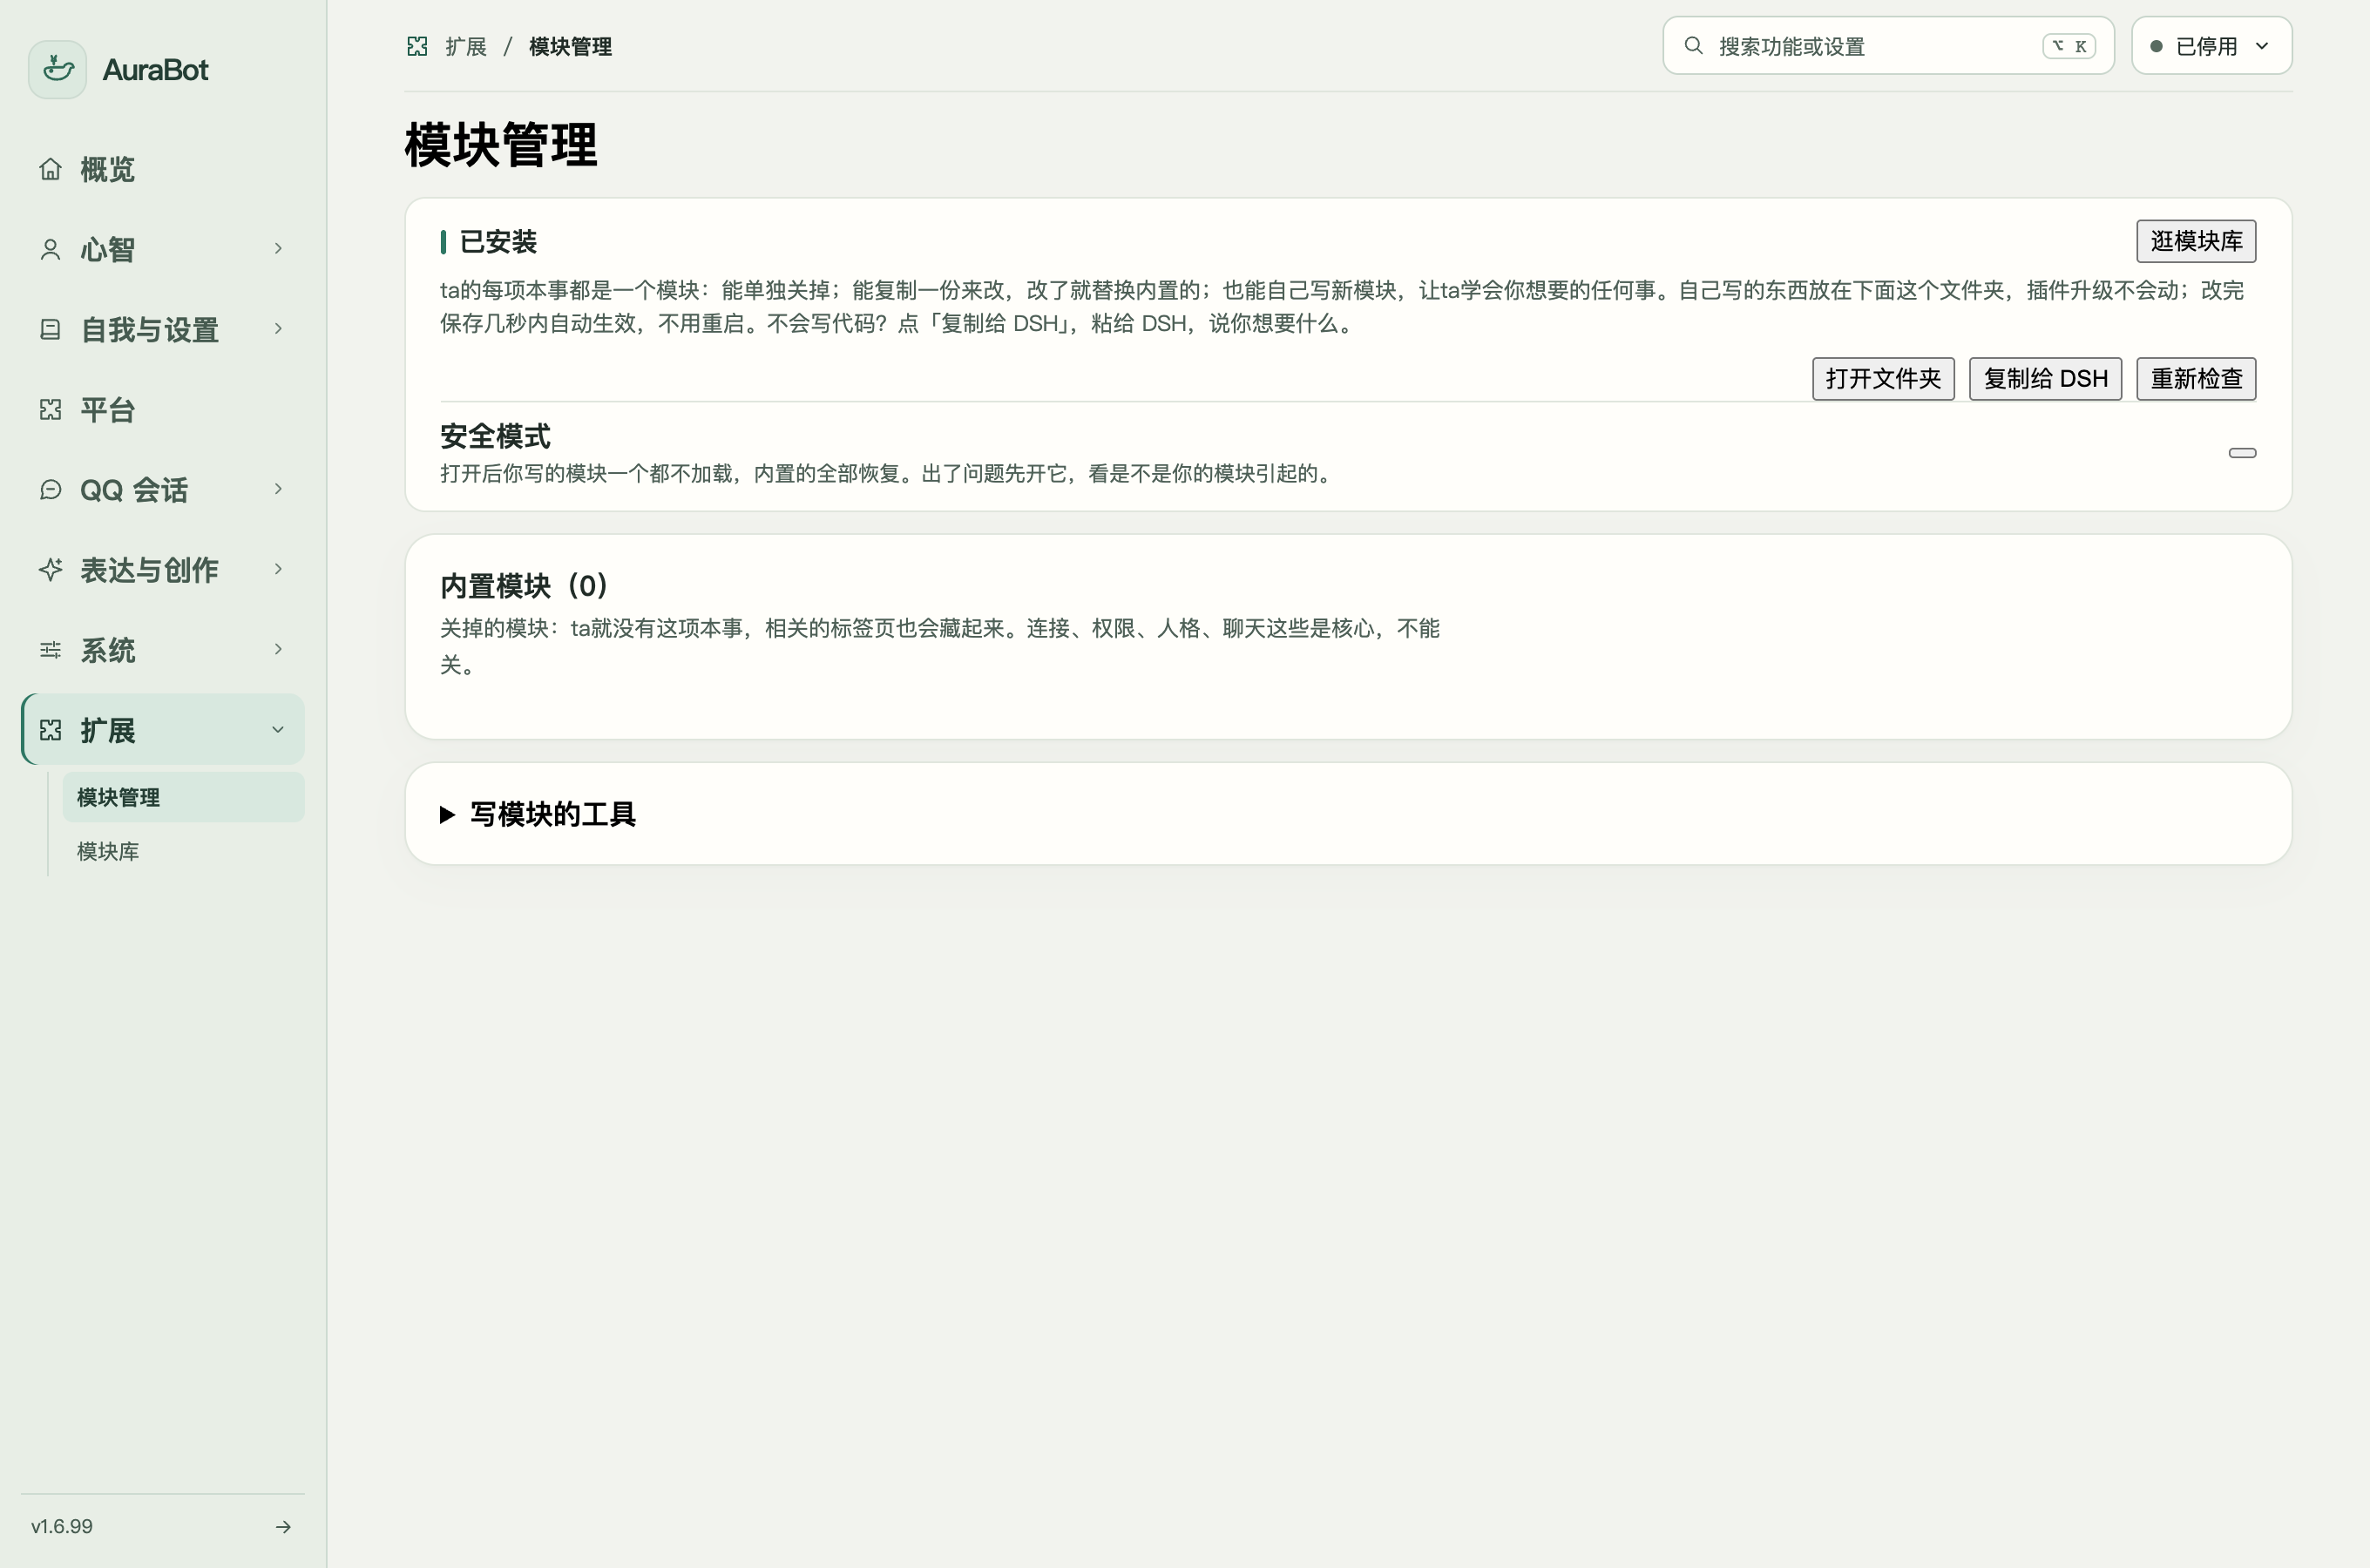 AuraBot
概览
心智
自我与设置
平台
QQ 会话
表达与创作
系统
扩展
模块管理
模块库
v1.6.99
扩展 / 模块管理
搜索功能或设置
⌥ K
已停用
模块管理
已安装
逛模块库
ta的每项本事都是一个模块：能单独关掉；能复制一份来改，改了就替换内置的；也能自己写新模块，让ta学会你想要的任何事。自己写的东西放在下面这个文件夹，插件升级不会动；改完
保存几秒内自动生效，不用重启。不会写代码？点「复制给 DSH」，粘给 DSH，说你想要什么。
打开文件夹
复制给 DSH
重新检查
安全模式
打开后你写的模块一个都不加载，内置的全部恢复。出了问题先开它，看是不是你的模块引起的。
内置模块（0）
关掉的模块：ta就没有这项本事，相关的标签页也会藏起来。连接、权限、人格、聊天这些是核心，不能
关。
写模块的工具